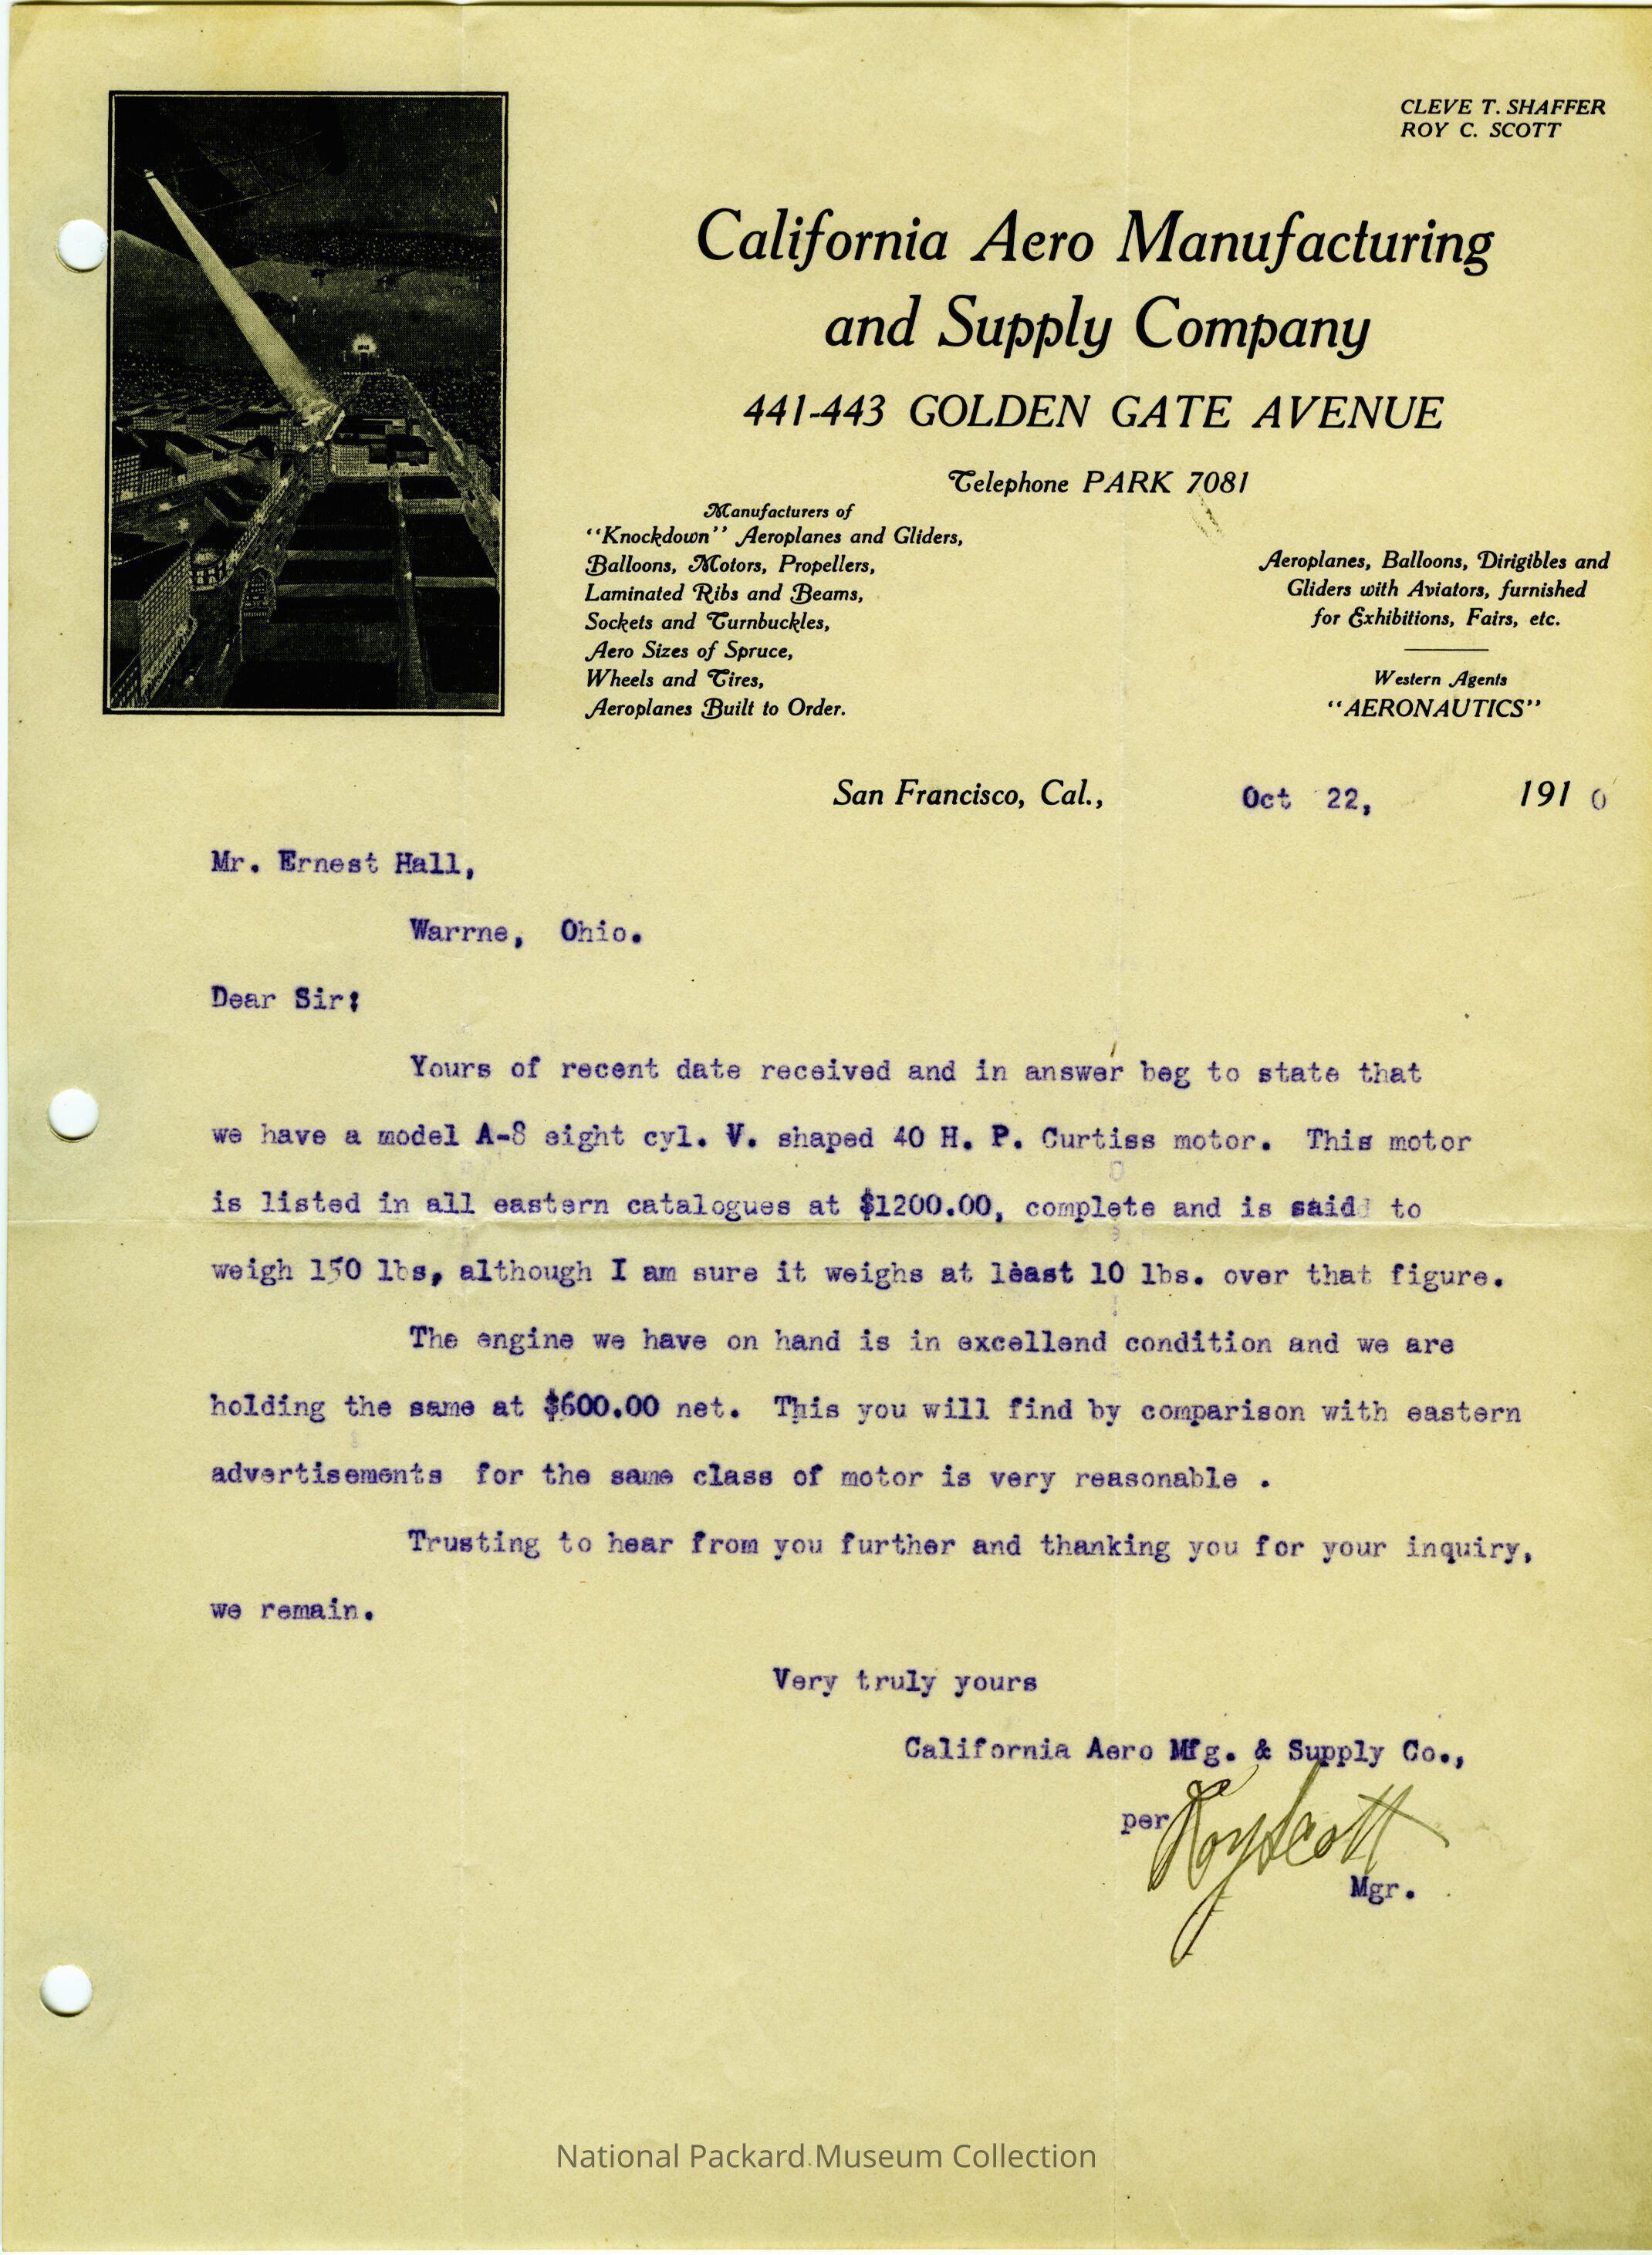 CLEVE T. SHAFFER
ROY C. SCOTT
California Aero Manufacturing
and Supply Company
441-443 GOLDEN GATE AVENUE
Telephone PARK 7081
Manufacturers of
"Knockdown" Aeroplanes and Gliders,
Balloons, Motors, Propellers,
Laminated Ribs and Beams,
Sockets and Turnbuckles,
Aero Sizes of Spruce,
Wheels and Tires,
Aeroplanes Built to Order.
Aeroplanes, Balloons, Dirigibles and
Gliders with Aviators, furnished
for Exhibitions, Fairs, etc.
Western Agents
"AERONAUTICS"
San Francisco, Cal., Oct 22, 1910
Mr. Ernest Hall,
Warrne, Ohio.
Dear Sir:
Yours of recent date received and in answer beg to state that
we have a model A-8 eight cyl. V. shaped 40 H. P. Curtiss motor. This motor
is listed in all eastern catalogues at $1200.00, complete and is said to
weigh 150 lbs, although I am sure it weighs at least 10 lbs. over that figure.
The engine we have on hand is in excellend condition and we are
holding the same at $600.00 net. This you will find by comparison with eastern
advertisements for the same class of motor is very reasonable .
Trusting to hear from you further and thanking you for your inquiry,
we remain.
Very truly yours
California Aero Mfg. & Supply Co.,
per Roy Scott
Mgr.
National Packard Museum Collection